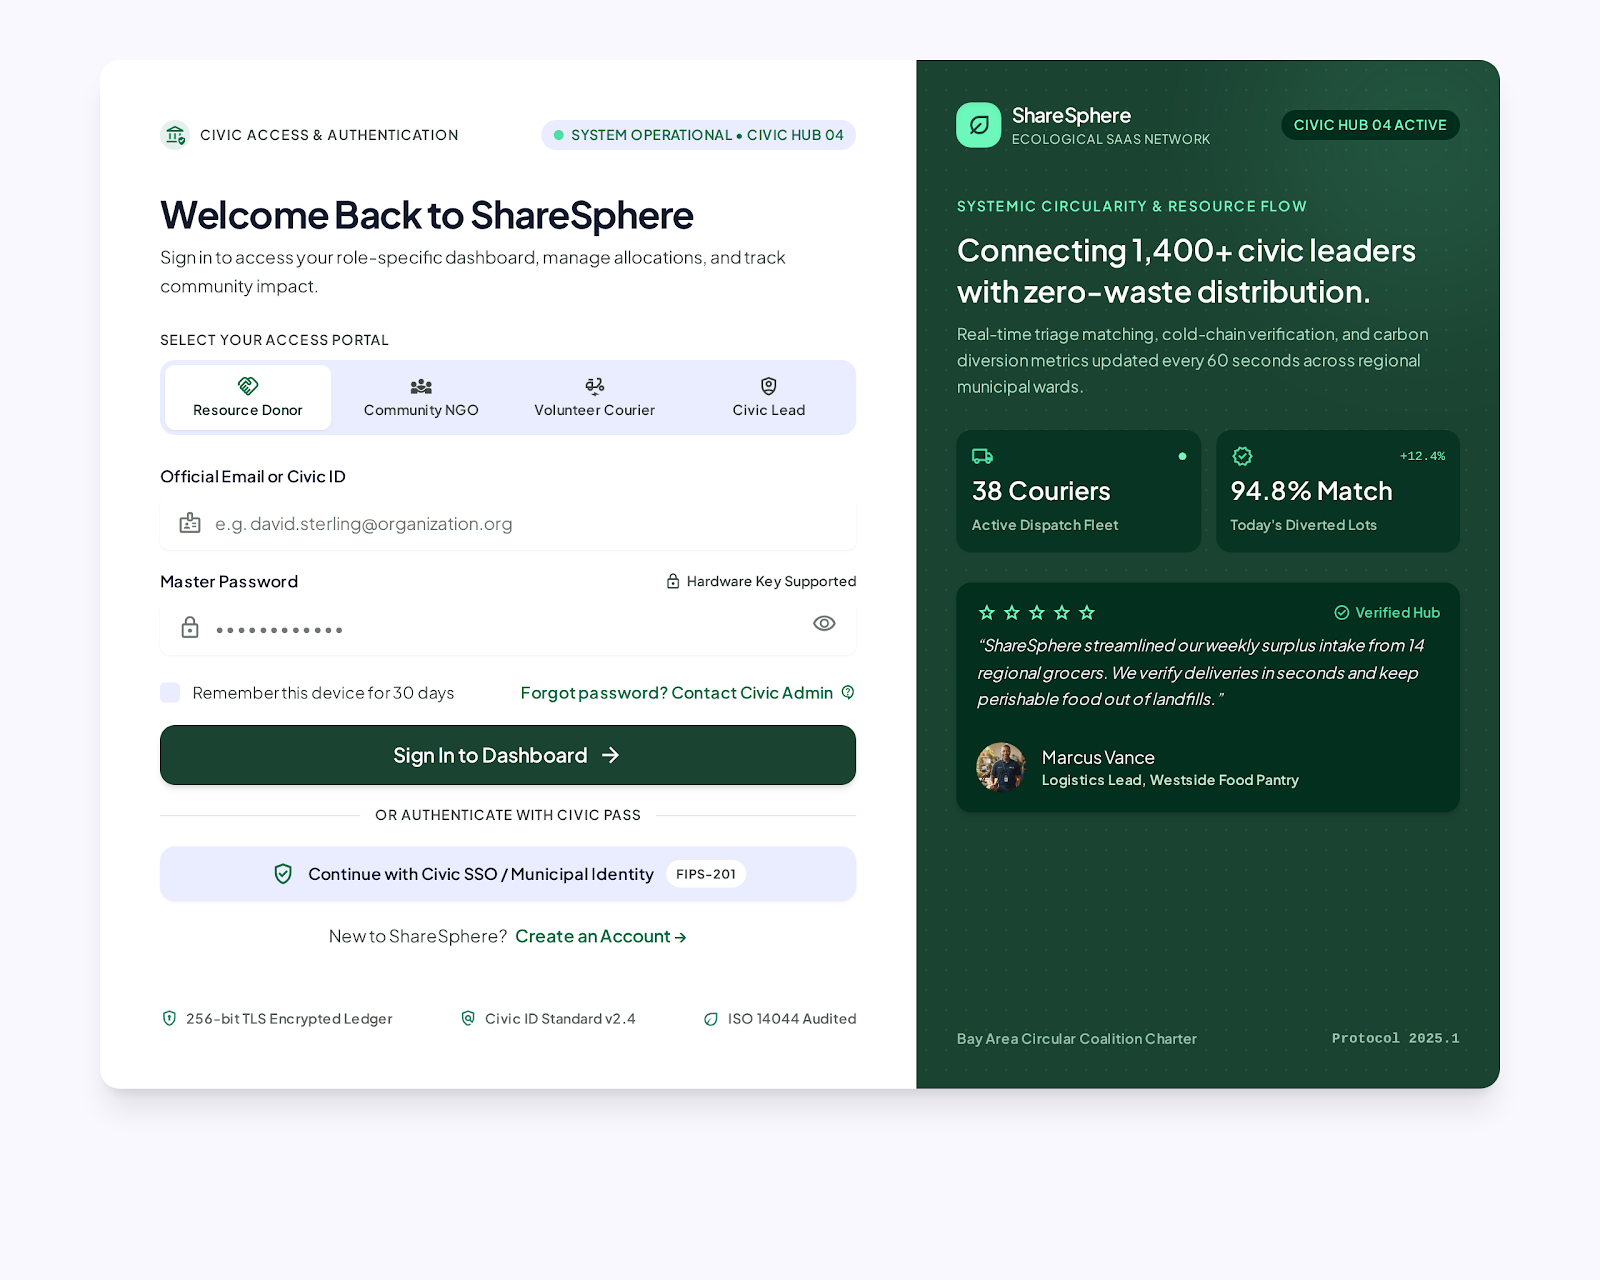 CIVIC ACCESS & AUTHENTICATION
SYSTEM OPERATIONAL • CIVIC HUB 04
Welcome Back to ShareSphere
Sign in to access your role-specific dashboard, manage allocations, and track
community impact.
SELECT YOUR ACCESS PORTAL
Resource Donor
Community NGO
Volunteer Courier
Civic Lead
Official Email or Civic ID
e.g. david.sterling@organization.org
Master Password
Hardware Key Supported
••••••••••••
Remember this device for 30 days
Forgot password? Contact Civic Admin
Sign In to Dashboard →
OR AUTHENTICATE WITH CIVIC PASS
Continue with Civic SSO / Municipal Identity
FIPS-201
New to ShareSphere? Create an Account →
256-bit TLS Encrypted Ledger
Civic ID Standard v2.4
ISO 14044 Audited
ShareSphere
ECOLOGICAL SAAS NETWORK
CIVIC HUB 04 ACTIVE
SYSTEMIC CIRCULARITY & RESOURCE FLOW
Connecting 1,400+ civic leaders
with zero-waste distribution.
Real-time triage matching, cold-chain verification, and carbon
diversion metrics updated every 60 seconds across regional
municipal wards.
38 Couriers
Active Dispatch Fleet
+12.4%
94.8% Match
Today's Diverted Lots
Verified Hub
“ShareSphere streamlined our weekly surplus intake from 14
regional grocers. We verify deliveries in seconds and keep
perishable food out of landfills.”
Marcus Vance
Logistics Lead, Westside Food Pantry
Bay Area Circular Coalition Charter
Protocol 2025.1